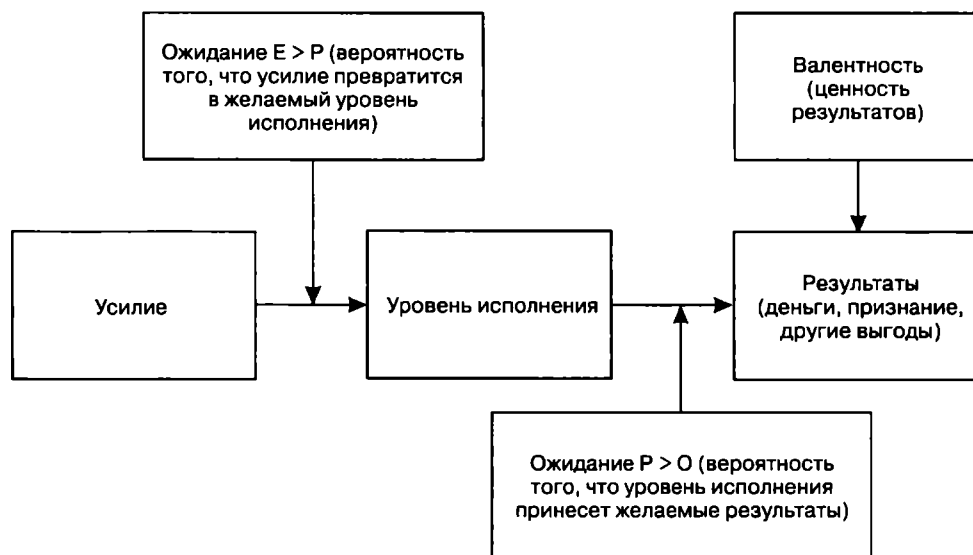 Ожидание E > P (вероятность
того, что усилие превратится
в желаемый уровень
исполнения)
Валентность
(ценность
результатов)
Усилие
Уровень исполнения
Результаты
(деньги, признание,
другие выгоды)
Ожидание P > O (вероятность
того, что уровень исполнения
принесет желаемые результаты)